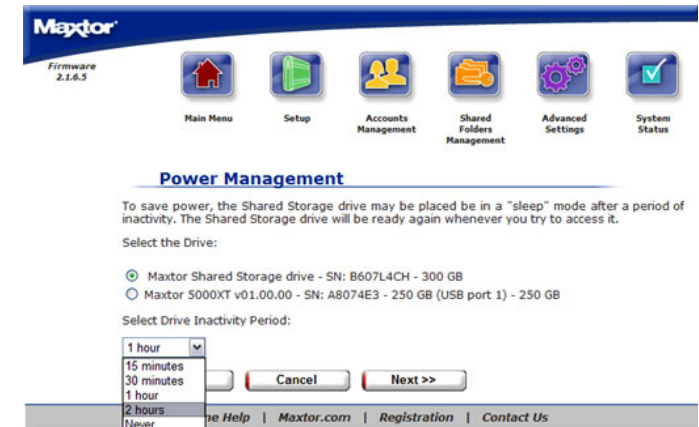 Maxtor
Firmware
2.1.6.5
Main Menu
Setup
Accounts
Management
Shared
Folders
Management
Advanced
Settings
System
Status
Power Management
To save power, the Shared Storage drive may be placed be in a "sleep" mode after a period of
inactivity. The Shared Storage drive will be ready again whenever you try to access it.
Select the Drive:
Maxtor Shared Storage drive - SN: B607L4CH - 300 GB
Maxtor 5000XT v01.00.00 - SN: A8074E3 - 250 GB (USB port 1) - 250 GB
Select Drive Inactivity Period:
1 hour
15 minutes
30 minutes
1 hour
2 hours
Never
Cancel
Next >>
Help | Maxtor.com | Registration | Contact Us